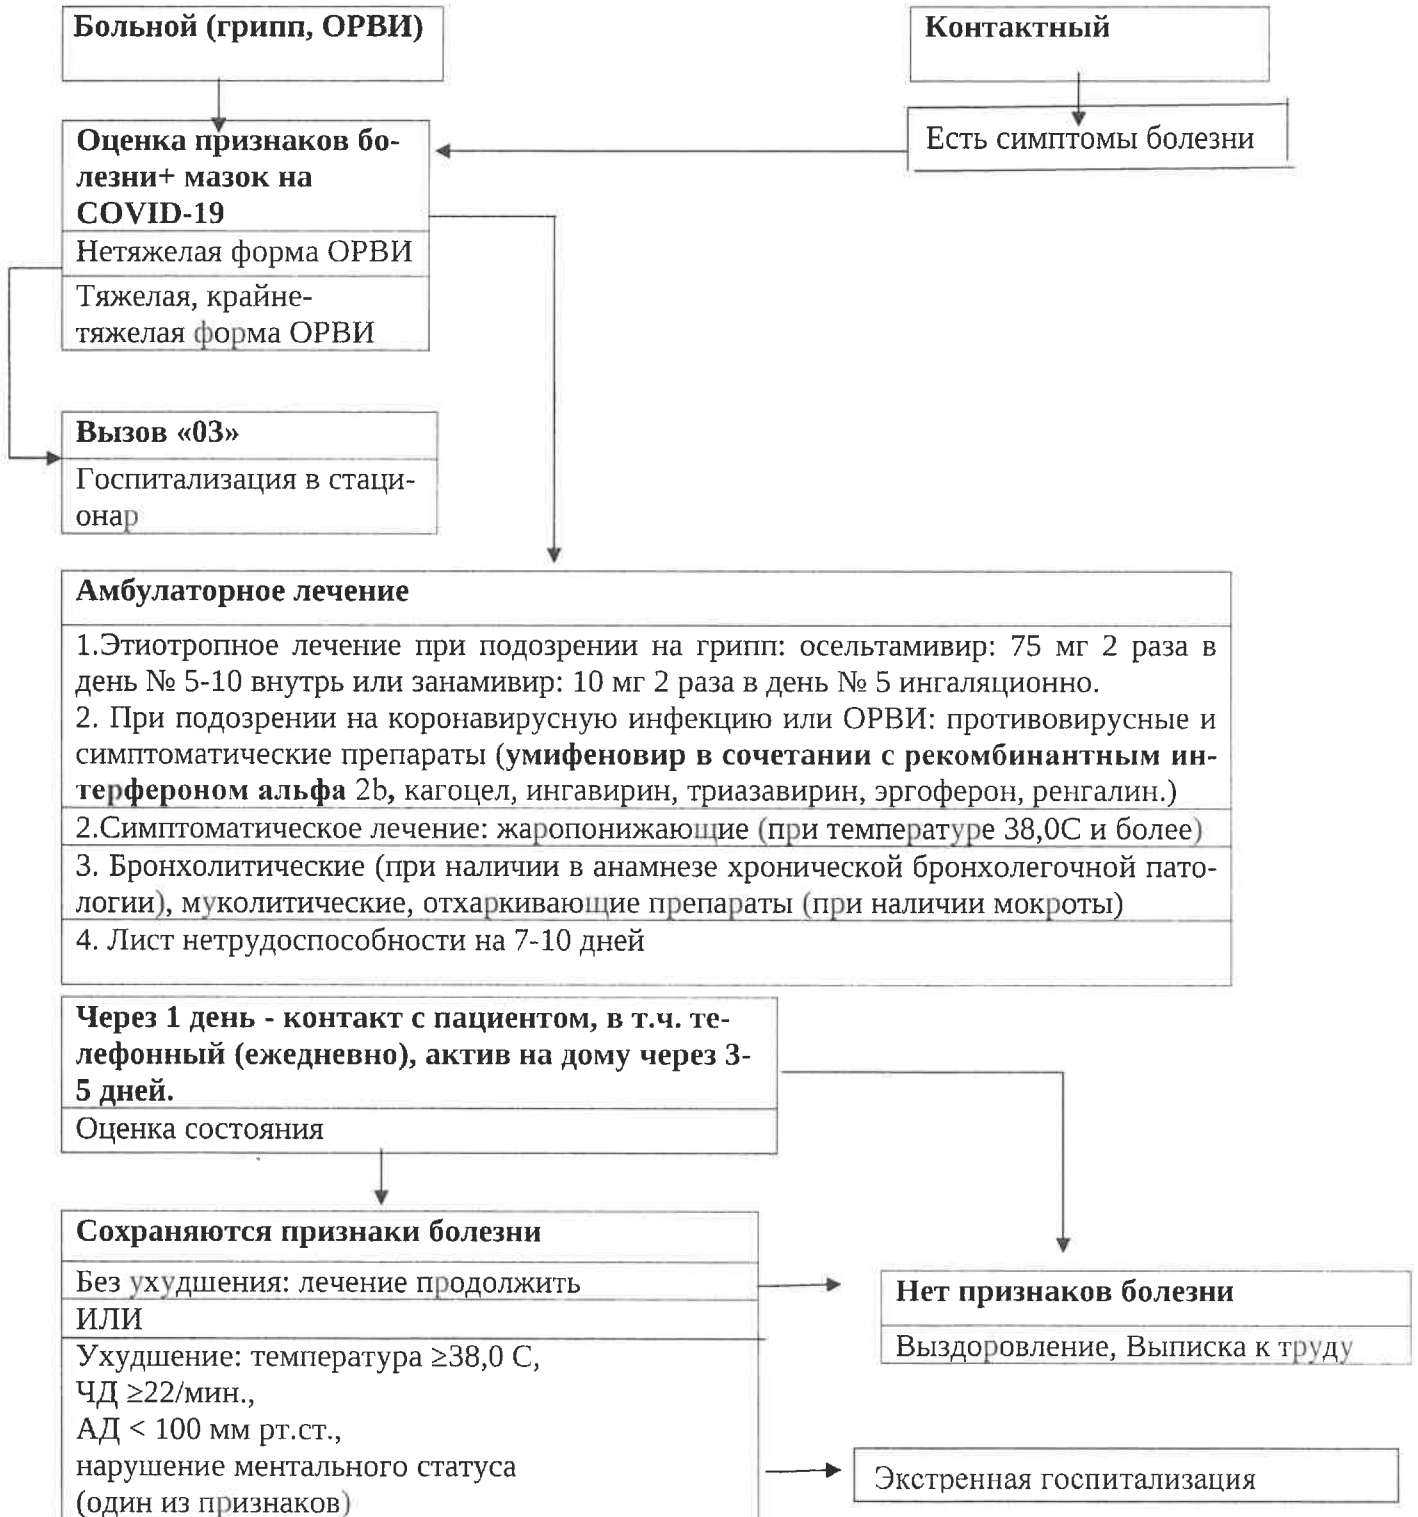 Больной (грипп, ОРВИ)
Контактный
Оценка признаков бо-
лезни+ мазок на
COVID-19
Есть симптомы болезни
Нетяжелая форма ОРВИ
Тяжелая, крайне-
тяжелая форма ОРВИ
Вызов «03»
Госпитализация в стаци-
онар
Амбулаторное лечение
1.Этиотропное лечение при подозрении на грипп: осельтамивир: 75 мг 2 раза в
день № 5-10 внутрь или занамивир: 10 мг 2 раза в день № 5 ингаляционно.
2. При подозрении на коронавирусную инфекцию или ОРВИ: противовирусные и
симптоматические препараты (умифеновир в сочетании с рекомбинантным ин-
терфероном альфа 2b, кагоцел, ингавирин, триазавирин, эргоферон, ренгалин.)
2.Симптоматическое лечение: жаропонижающие (при температуре 38,0С и более)
3. Бронхолитические (при наличии в анамнезе хронической бронхолегочной пато-
логии), муколитические, отхаркивающие препараты (при наличии мокроты)
4. Лист нетрудоспособности на 7-10 дней
Через 1 день - контакт с пациентом, в т.ч. те-
лефонный (ежедневно), актив на дому через 3-
5 дней.
Оценка состояния
Сохраняются признаки болезни
Без ухудшения: лечение продолжить
ИЛИ
Ухудшение: температура ≥38,0 С,
ЧД ≥22/мин.,
АД < 100 мм рт.ст.,
нарушение ментального статуса
(один из признаков)
Нет признаков болезни
Выздоровление, Выписка к труду
Экстренная госпитализация